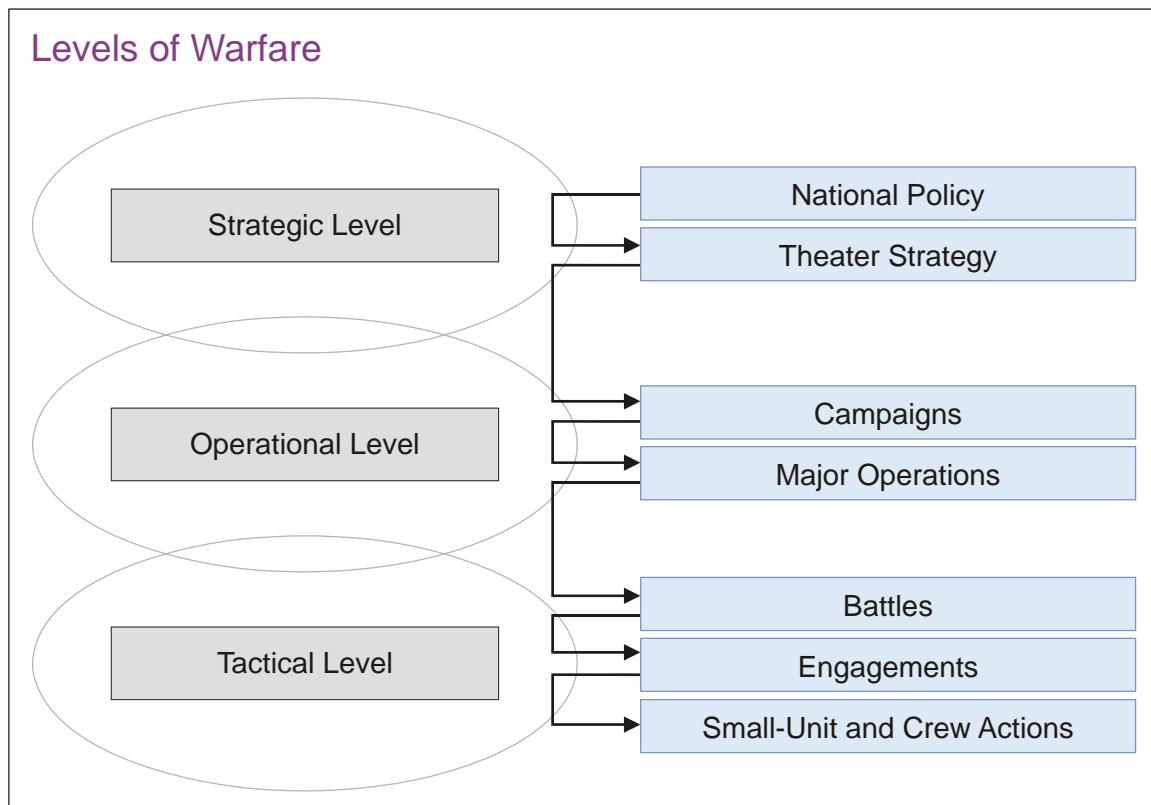 Levels of Warfare
Strategic Level
National Policy
Theater Strategy
Operational Level
Campaigns
Major Operations
Tactical Level
Battles
Engagements
Small-Unit and Crew Actions